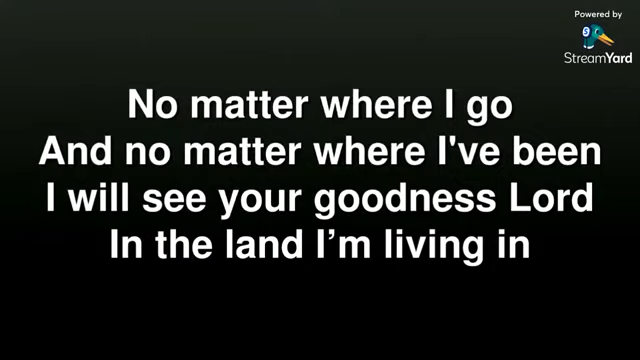 Powered by
StreamYard
No matter where I go
And no matter where I've been
I will see your goodness Lord
In the land I’m living in